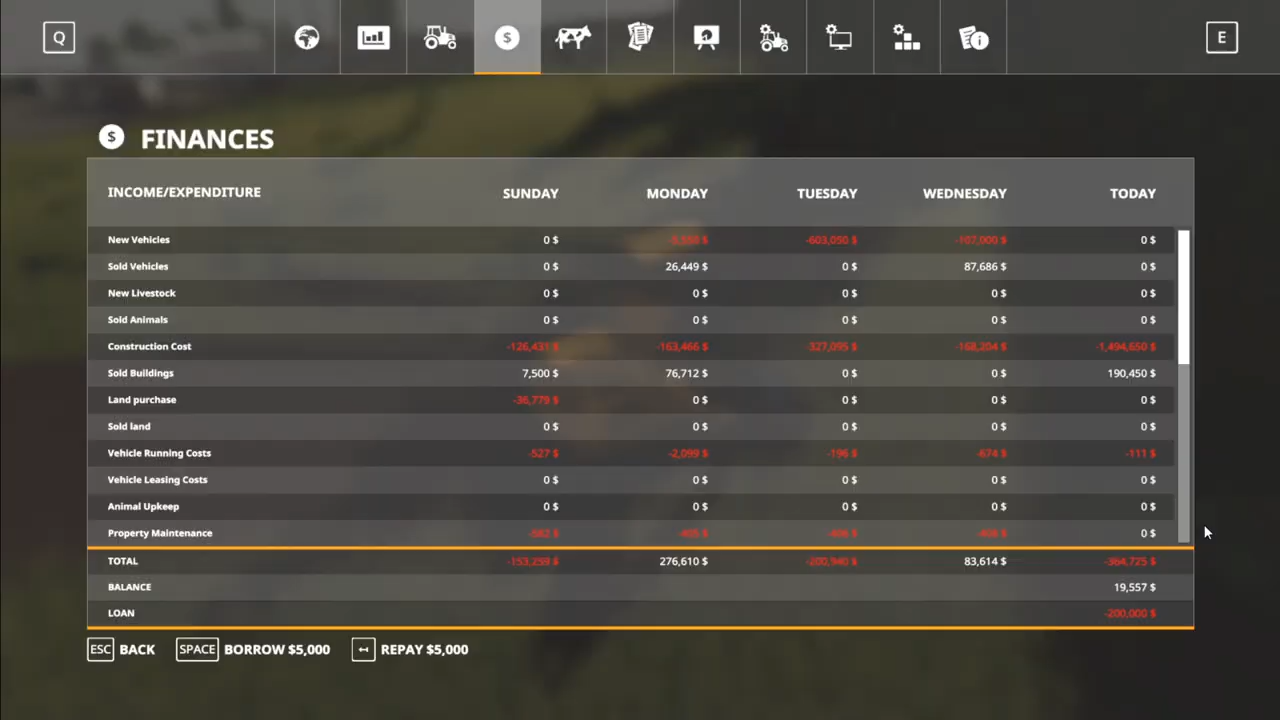 Q
$
E
$ FINANCES
INCOME/EXPENDITURE SUNDAY MONDAY TUESDAY WEDNESDAY TODAY
New Vehicles 0 $ -603,050 $ -107,000 $ 0 $
Sold Vehicles 0 $ 26,449 $ 0 $ 87,686 $ 0 $
New Livestock 0 $ 0 $ 0 $ 0 $ 0 $
Sold Animals 0 $ 0 $ 0 $ 0 $ 0 $
Construction Cost -126,431 $ -163,466 $ -327,095 $ -168,204 $ -1,494,650 $
Sold Buildings 7,500 $ 76,712 $ 0 $ 0 $ 190,450 $
Land purchase -36,779 $ 0 $ 0 $ 0 $ 0 $
Sold land 0 $ 0 $ 0 $ 0 $ 0 $
Vehicle Running Costs -527 $ -2,099 $ -196 $ -674 $ -111 $
Vehicle Leasing Costs 0 $ 0 $ 0 $ 0 $ 0 $
Animal Upkeep 0 $ 0 $ 0 $ 0 $ 0 $
Property Maintenance 0 $
TOTAL -153,259 $ 276,610 $ -200,940 $ 83,614 $ -364,725 $
BALANCE 19,557 $
LOAN -200,000 $
ESC BACK SPACE BORROW $5,000 REPAY $5,000